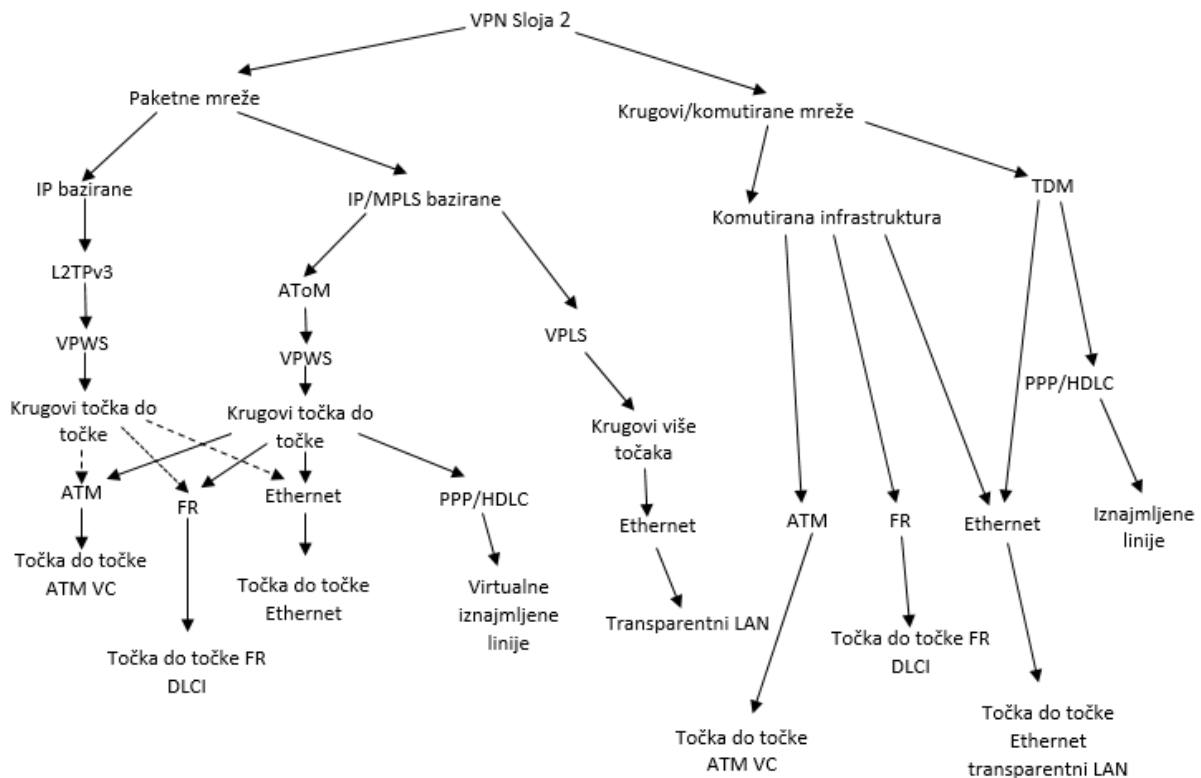 VPN Sloja 2
Paketne mreže
Krugovi/komutirane mreže
IP bazirane
IP/MPLS bazirane
TDM
Komutirana infrastruktura
L2TPv3
AToM
VPLS
VPWS
VPWS
PPP/HDLC
Krugovi točka do
točke
Krugovi točka do
točke
Krugovi više
točaka
ATM
FR
Ethernet
PPP/HDLC
Ethernet
ATM
FR
Ethernet
Iznajmljene
linije
Točka do točke
ATM VC
Točka do točke
Ethernet
Virtualne
iznajmljene
linije
Transparentni LAN
Točka do točke FR
DLCI
Točka do točke FR
DLCI
Točka do točke
ATM VC
Točka do točke
Ethernet
transparentni LAN